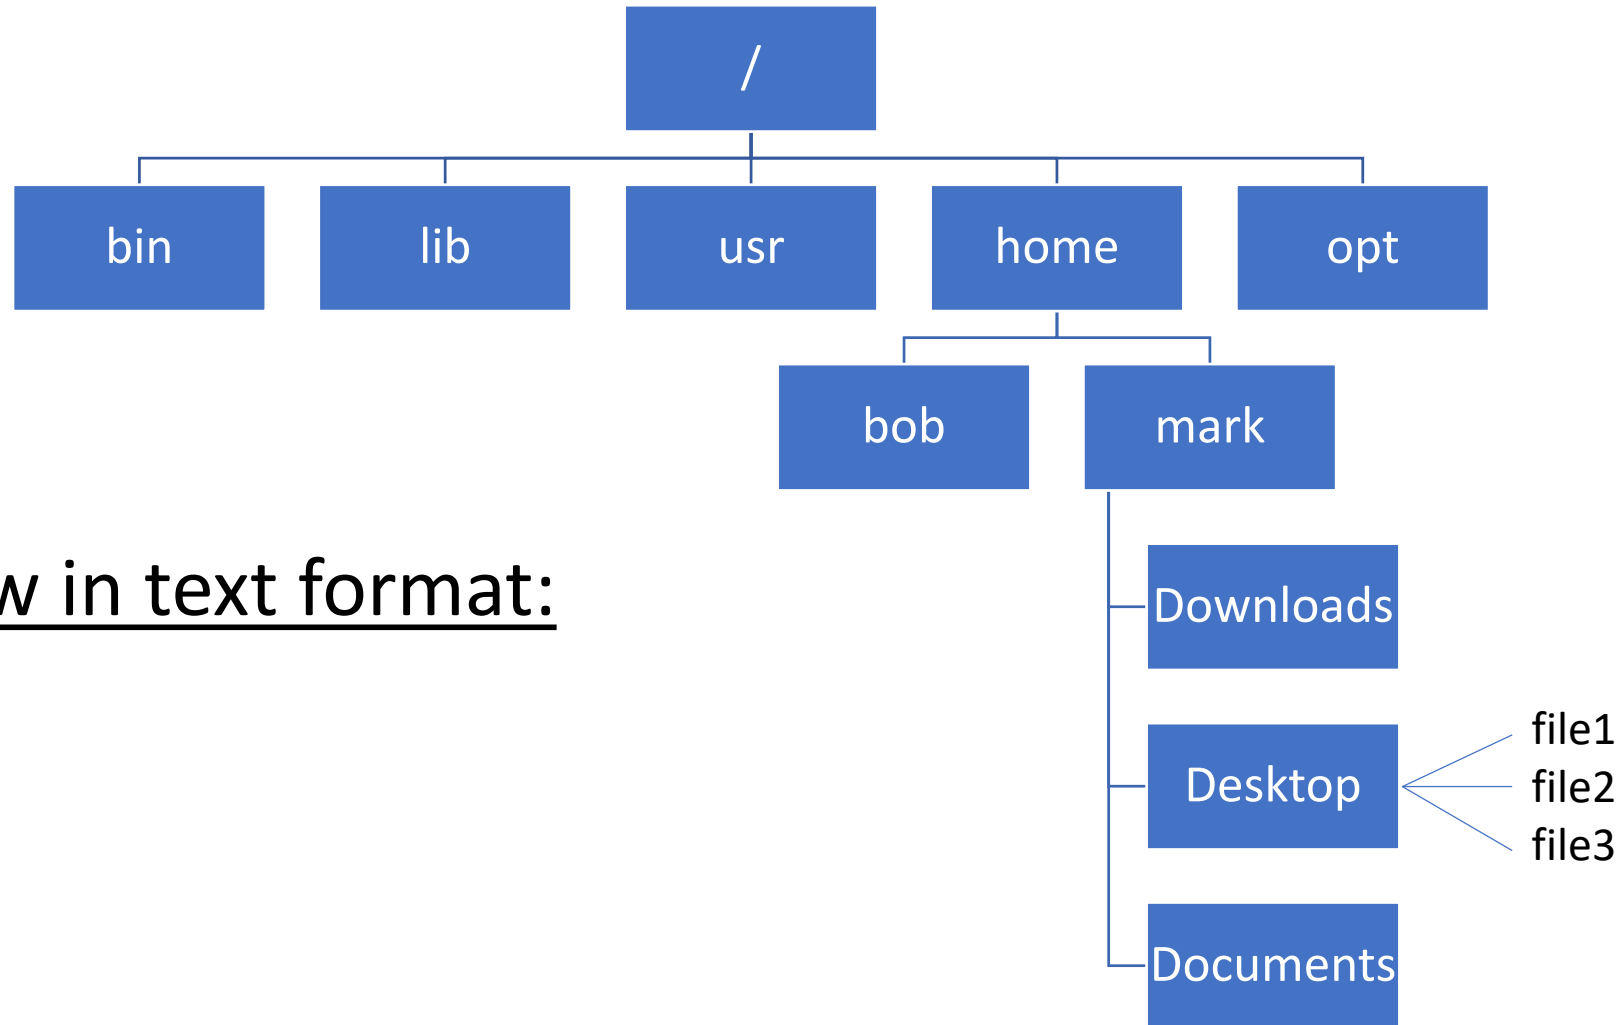 /
bin lib usr home opt
bob mark
w in text format:
Downloads
Desktop
file1
file2
file3
Documents